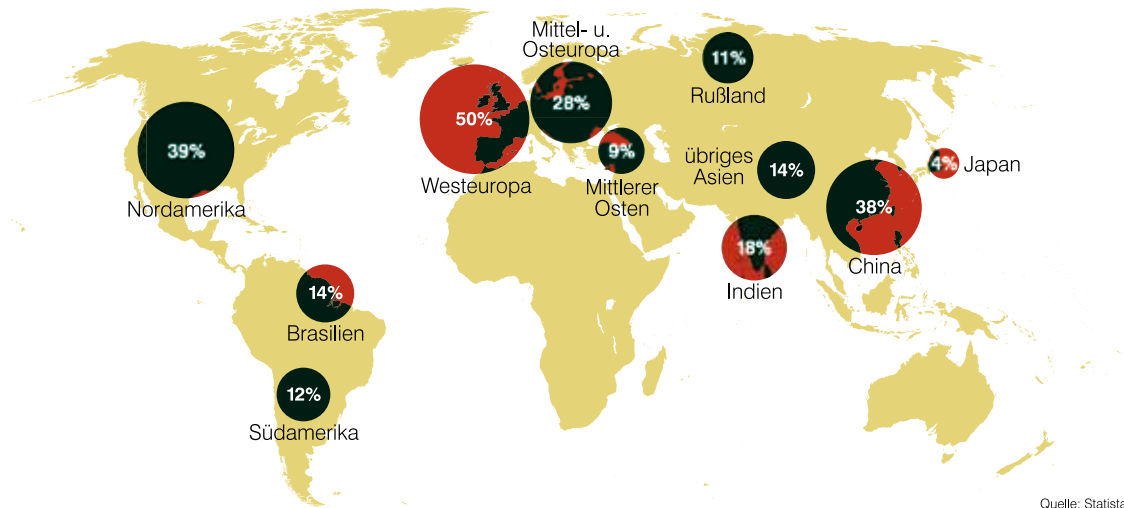 Mittel- u.
Osteuropa
28%
11%
Rußland
50%
Westeuropa
39%
Nordamerika
9%
Mittlerer
Osten
übriges
Asien
14%
4%
Japan
38%
China
18%
Indien
14%
Brasilien
12%
Südamerika
Quelle: Statista